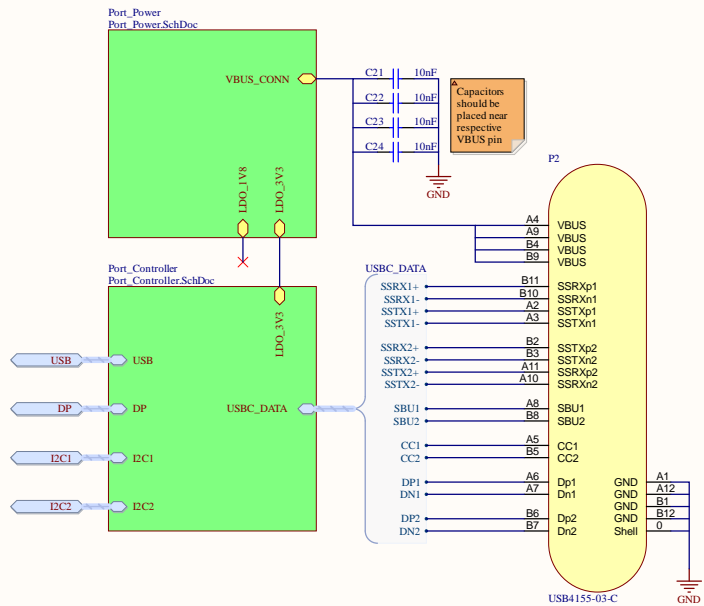 Port_Power
Port_Power.SchDoc
VBUS_CONN
LDO_1V8
LDO_3V3
C21 10nF
C22 10nF
C23 10nF
C24 10nF
GND
Capacitors
should be
placed near
respective
VBUS pin
Port_Controller
Port_Controller.SchDoc
LDO_3V3
USB USB
DP DP
I2C1 I2C1
I2C2 I2C2
USBC_DATA
USBC_DATA
SSRX1+
SSRX1-
SSTX1+
SSTX1-
SSRX2+
SSRX2-
SSTX2+
SSTX2-
SBU1
SBU2
CC1
CC2
DP1
DN1
DP2
DN2
P2
A4 VBUS
A9 VBUS
B4 VBUS
B9 VBUS
B11 SSRXp1
B10 SSRXn1
A2 SSTXp1
A3 SSTXn1
B2 SSTXp2
B3 SSTXn2
A11 SSRXp2
A10 SSRXn2
A8 SBU1
B8 SBU2
A5 CC1
B5 CC2
A6 Dp1
A7 Dn1
B6 Dp2
B7 Dn2
GND A1
GND A12
GND B1
GND B12
Shell 0
USB4155-03-C
GND